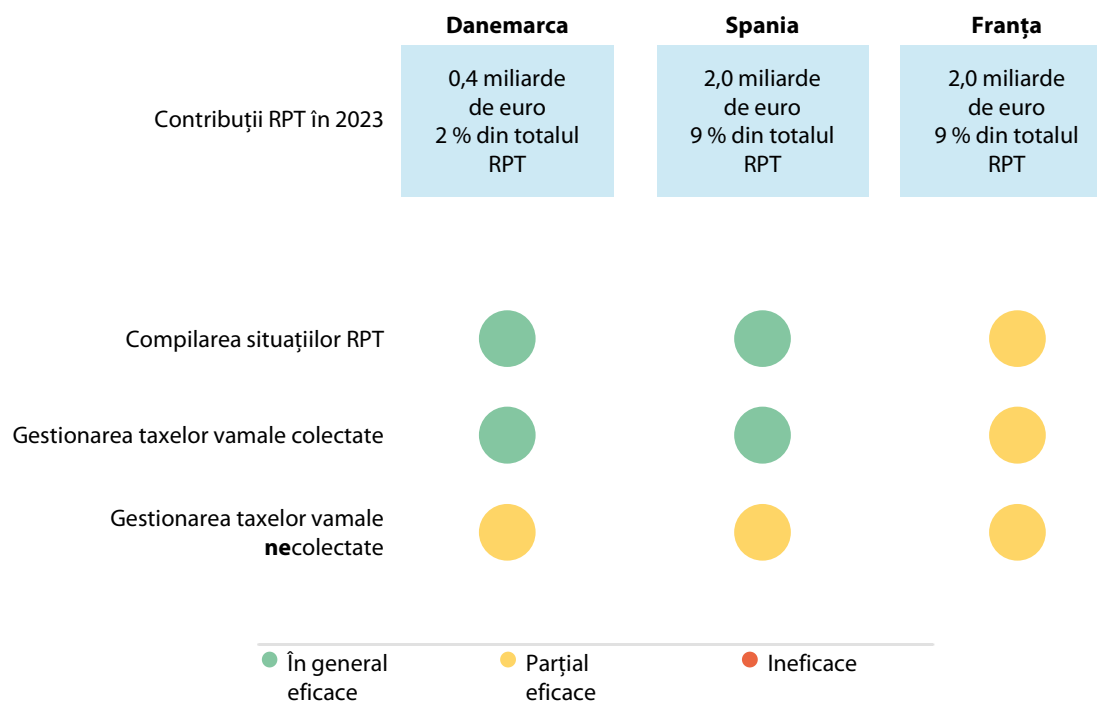 Danemarca
Spania
Franța
Contribuții RPT în 2023
0,4 miliarde
de euro
2 % din totalul
RPT
2,0 miliarde
de euro
9 % din totalul
RPT
2,0 miliarde
de euro
9 % din totalul
RPT
Compilarea situațiilor RPT
Gestionarea taxelor vamale colectate
Gestionarea taxelor vamale
necolectate
În general
eficace
Parțial
eficace
Ineficace